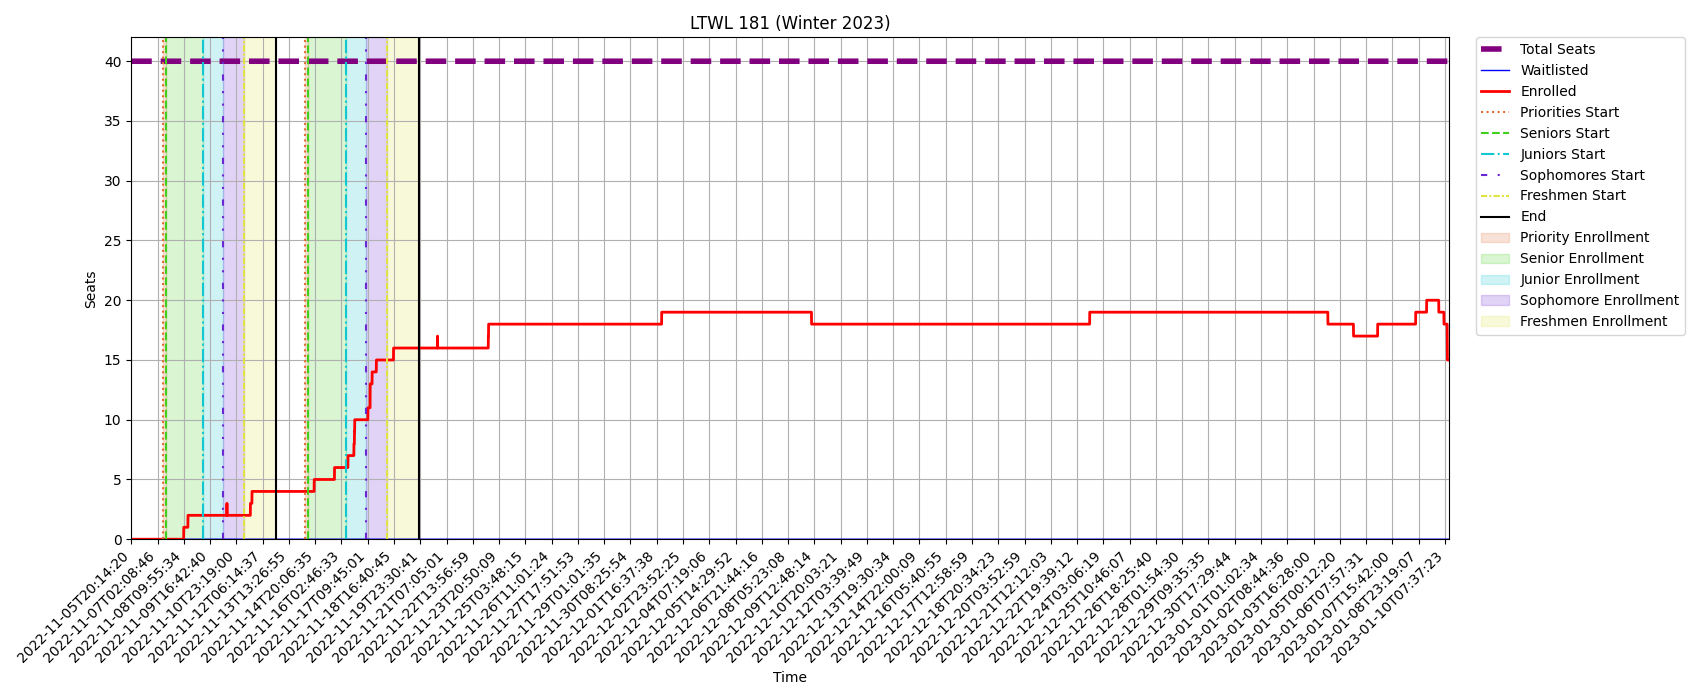 LTWL 181 (Winter 2023)
Seats
40
35
30
25
20
15
10
5
0
2022-11-05T20:14:20
2022-11-07T02:08:46
2022-11-08T09:55:34
2022-11-09T16:42:40
2022-11-10T23:19:00
2022-11-12T06:14:37
2022-11-13T13:26:55
2022-11-14T20:06:35
2022-11-16T02:46:33
2022-11-17T09:45:01
2022-11-18T16:40:45
2022-11-19T23:30:41
2022-11-21T07:05:01
2022-11-22T13:56:59
2022-11-23T20:50:09
2022-11-25T03:48:15
2022-11-26T11:01:24
2022-11-27T17:51:53
2022-11-29T01:01:35
2022-11-30T08:25:54
2022-12-01T16:37:38
2022-12-02T23:52:25
2022-12-04T07:19:06
2022-12-05T14:29:52
2022-12-06T21:44:16
2022-12-08T05:23:08
2022-12-09T12:48:14
2022-12-10T20:03:21
2022-12-12T03:39:49
2022-12-13T11:30:34
2022-12-14T22:00:09
2022-12-16T05:40:55
2022-12-17T12:58:59
2022-12-18T20:34:23
2022-12-20T03:52:59
2022-12-21T12:12:03
2022-12-22T19:39:12
2022-12-24T03:06:19
2022-12-25T10:46:07
2022-12-26T18:25:40
2022-12-28T01:54:30
2022-12-29T09:35:35
2022-12-30T17:29:44
2023-01-01T01:02:34
2023-01-02T08:44:36
2023-01-03T16:28:00
2023-01-05T00:12:20
2023-01-06T07:57:31
2023-01-07T15:42:00
2023-01-08T23:19:07
2023-01-10T07:37:23
Time
Total Seats
Waitlisted
Enrolled
Priorities Start
Seniors Start
Juniors Start
Sophomores Start
Freshmen Start
End
Priority Enrollment
Senior Enrollment
Junior Enrollment
Sophomore Enrollment
Freshmen Enrollment